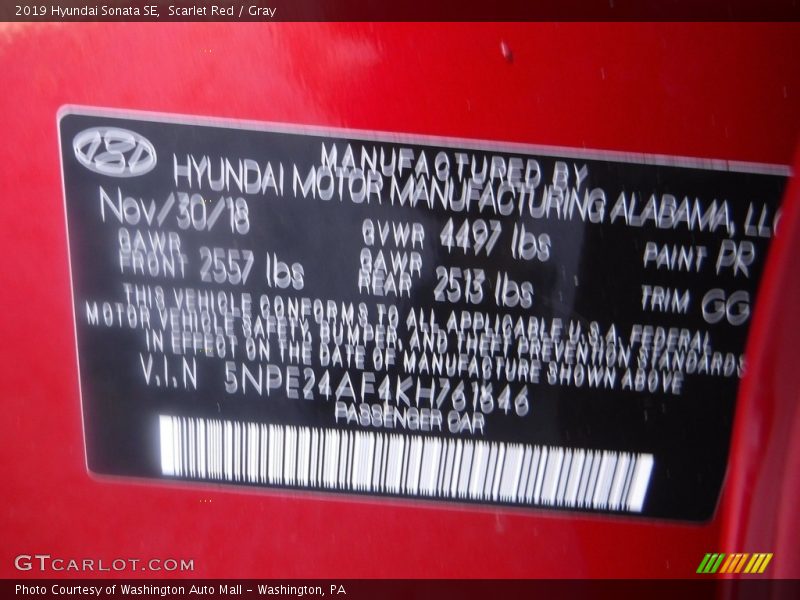 2019 Hyundai Sonata SE,  Scarlet Red / Gray
MANUFACTURED BY
HYUNDAI MOTOR MANUFACTURING ALABAMA, LLC
Nov/30/18
GVWR 4497 lbs
PAINT PR
GAWR FRONT 2557 lbs
GAWR REAR 2513 lbs
TRIM GG
THIS VEHICLE CONFORMS TO ALL APPLICABLE U.S.A. FEDERAL
MOTOR VEHICLE SAFETY, BUMPER, AND THEFT PREVENTION STANDARDS
IN EFFECT ON THE DATE OF MANUFACTURE SHOWN ABOVE
V.I.N 5NPE24AF4KH761846
PASSENGER CAR
GTCARLOT.COM
Photo Courtesy of Washington Auto Mall - Washington, PA